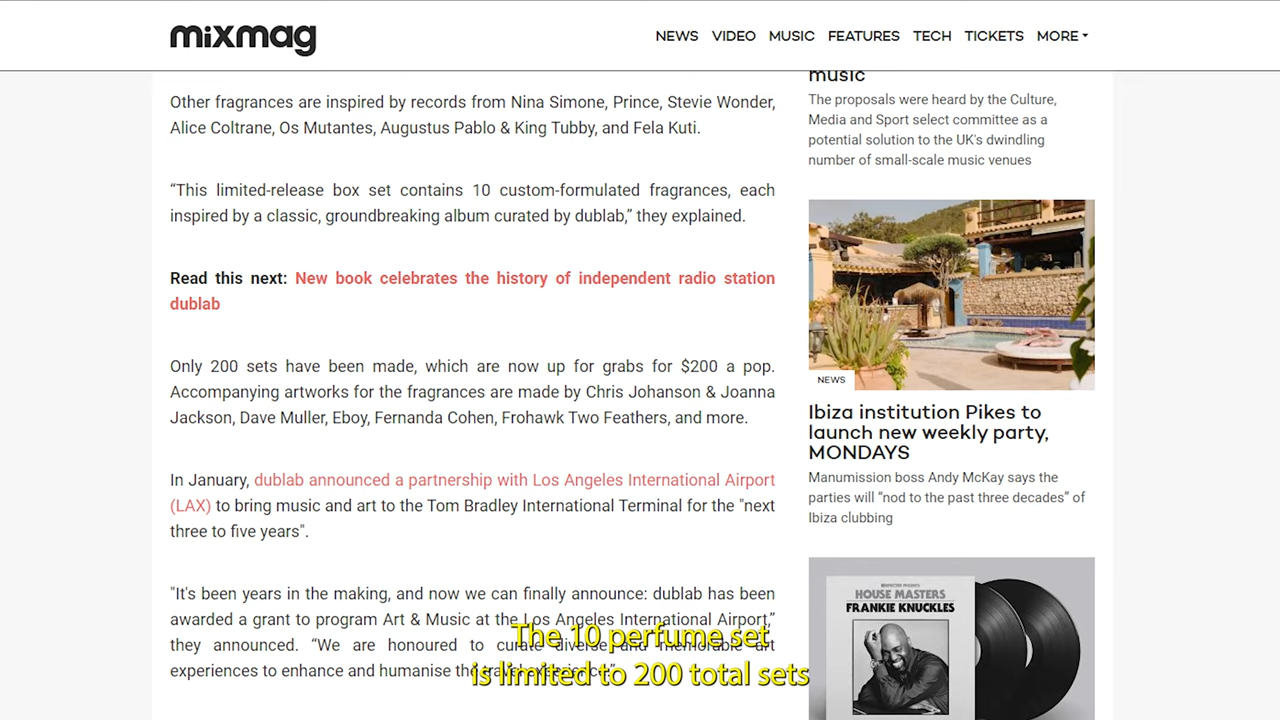 mixmag
NEWS VIDEO MUSIC FEATURES TECH TICKETS MORE
Other fragrances are inspired by records from Nina Simone, Prince, Stevie Wonder,
Alice Coltrane, Os Mutantes, Augustus Pablo & King Tubby, and Fela Kuti.
“This limited-release box set contains 10 custom-formulated fragrances, each
inspired by a classic, groundbreaking album curated by dublab,” they explained.
Read this next: New book celebrates the history of independent radio station
dublab
Only 200 sets have been made, which are now up for grabs for $200 a pop.
Accompanying artworks for the fragrances are made by Chris Johanson & Joanna
Jackson, Dave Muller, Eboy, Fernanda Cohen, Frohawk Two Feathers, and more.
In January, dublab announced a partnership with Los Angeles International Airport
(LAX) to bring music and art to the Tom Bradley International Terminal for the "next
three to five years".
"It's been years in the making, and now we can finally announce: dublab has been
awarded a grant to program Art & Music at the Los Angeles International Airport,”
they announced. “We are honoured to curate diverse and memorable art
experiences to enhance and humanise the travel experience.”
music
The proposals were heard by the Culture,
Media and Sport select committee as a
potential solution to the UK's dwindling
number of small-scale music venues
NEWS
Ibiza institution Pikes to
launch new weekly party,
MONDAYS
Manumission boss Andy McKay says the
parties will “nod to the past three decades” of
Ibiza clubbing
HOUSE MASTERS
FRANKIE KNUCKLES
The 10 perfume set
is limited to 200 total sets